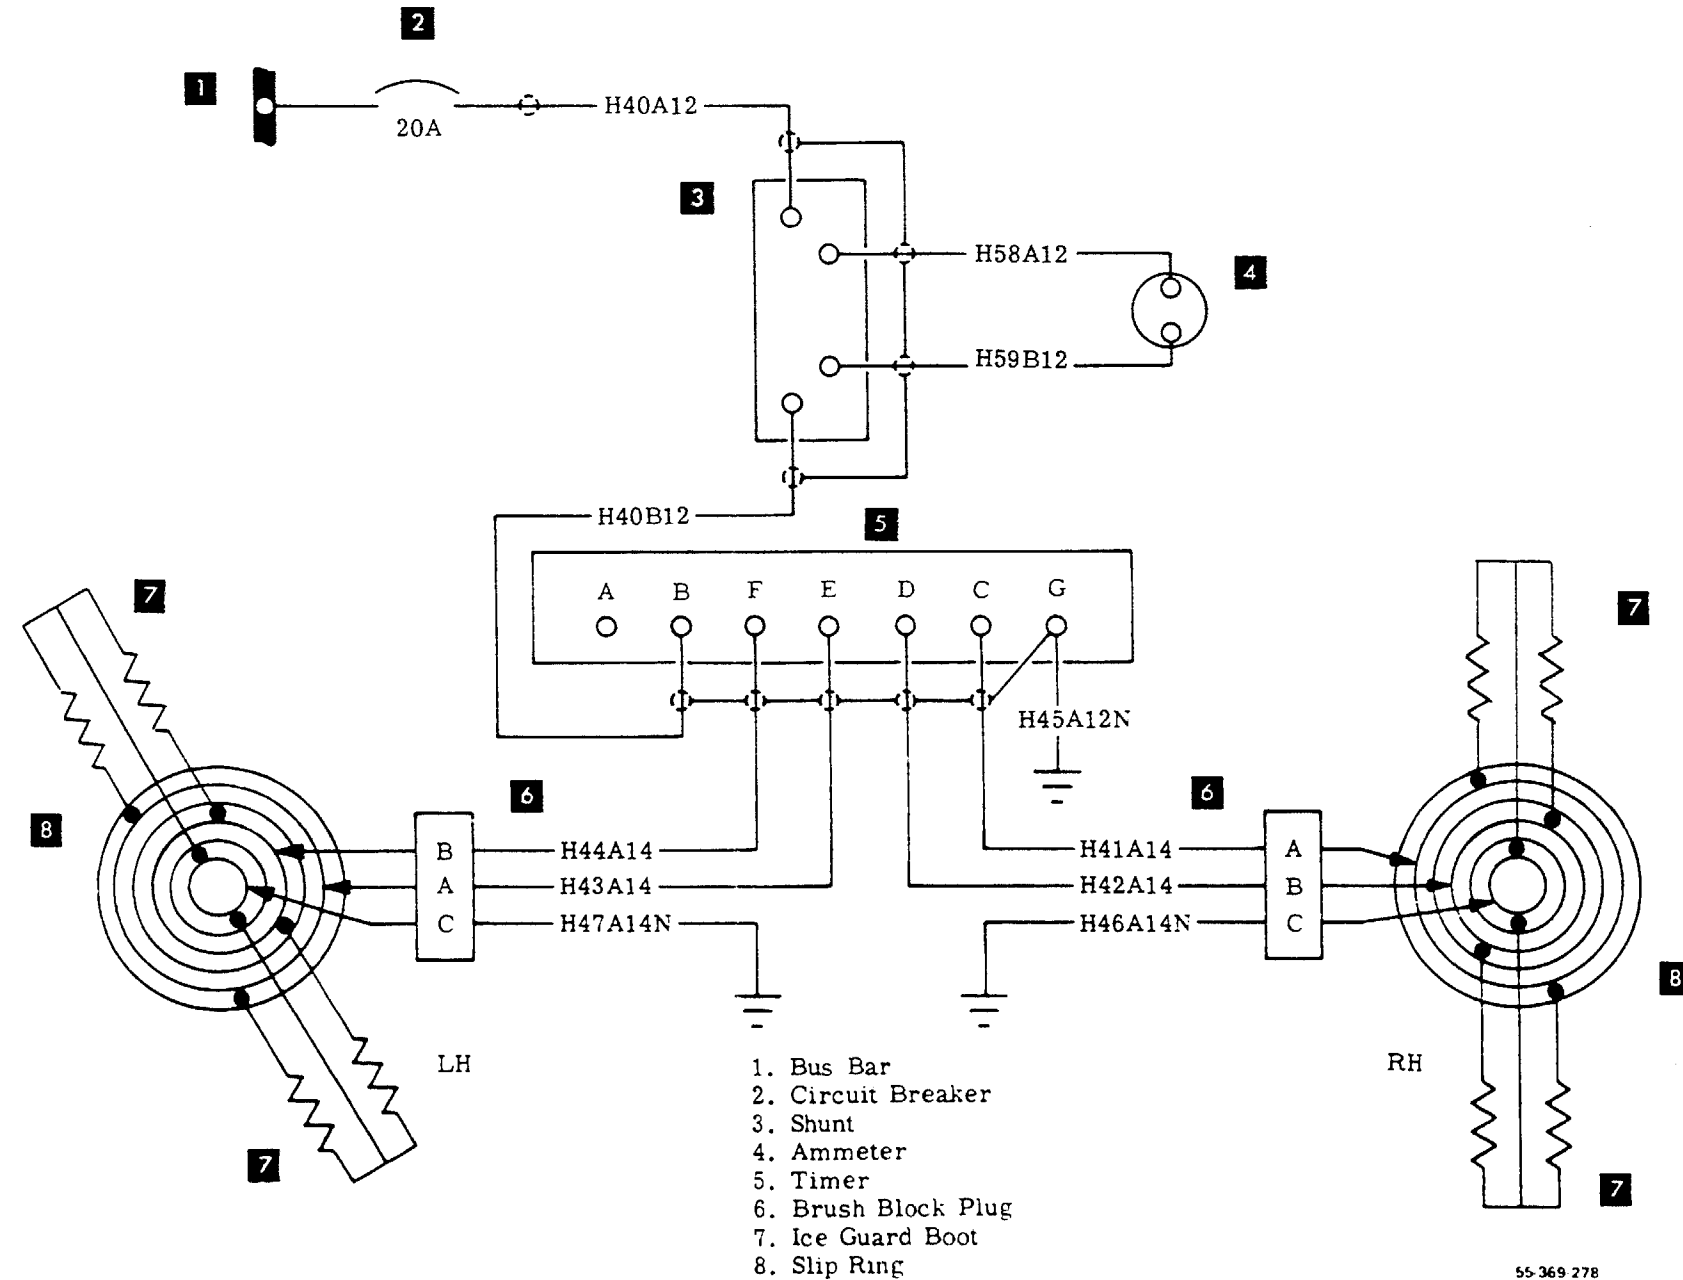 2
1
H40A12
20A
3
H58A12
4
H59B12
H40B12
5
A B F E D C G
7
7
H45A12N
6
6
8
B H44A14 H41A14 A
A H43A14 H42A14 B
C H47A14N H46A14N C
8
LH
RH
7
7
1. Bus Bar
2. Circuit Breaker
3. Shunt
4. Ammeter
5. Timer
6. Brush Block Plug
7. Ice Guard Boot
8. Slip Ring
55-369-278